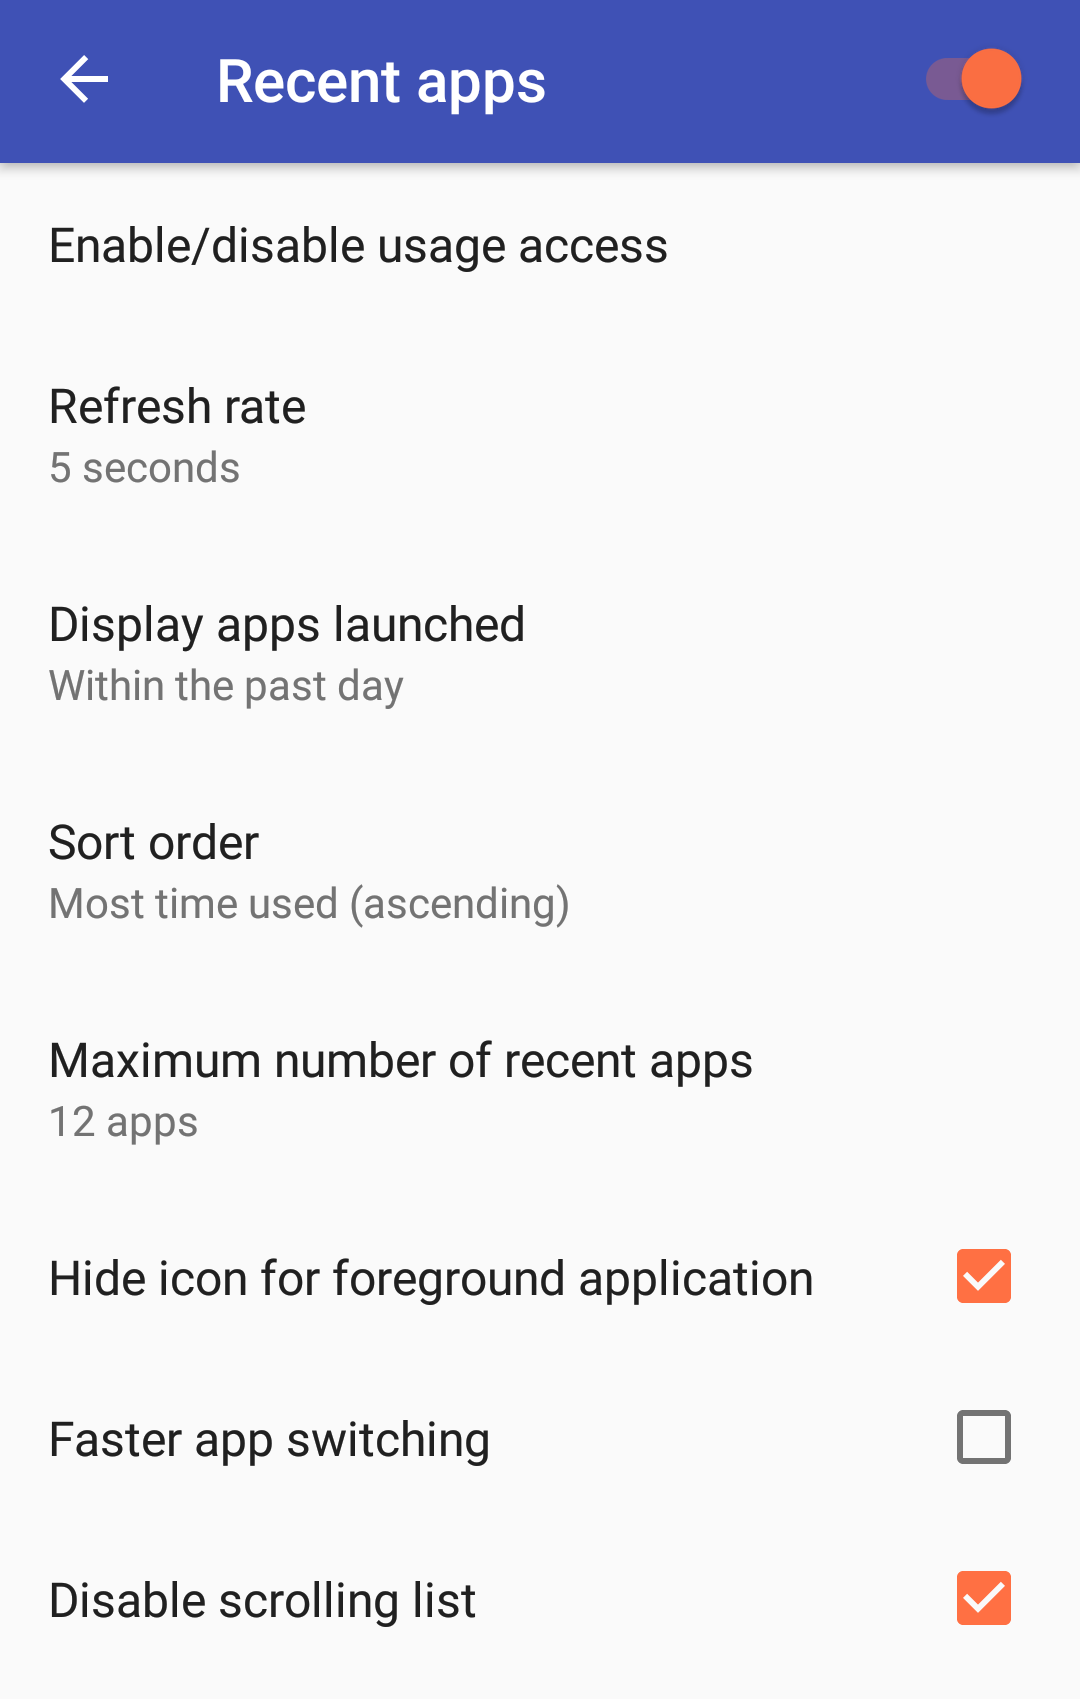 Recent apps
Enable/disable usage access
Refresh rate
5 seconds
Display apps launched
Within the past day
Sort order
Most time used (ascending)
Maximum number of recent apps
12 apps
Hide icon for foreground application
Faster app switching
Disable scrolling list